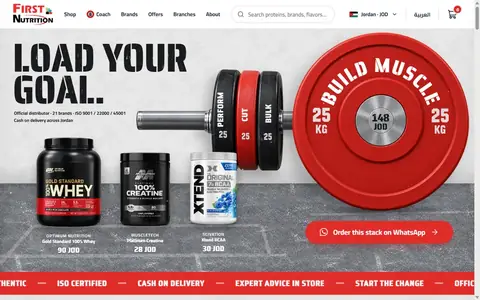 FIRST
NUTRITION
Shop
Coach
Brands
Offers
Branches
About
Search proteins, brands, flavors...
Jordan · JOD
العربية
0
LOAD YOUR
GOAL..
Official distributor · 21 brands · ISO 9001 / 22000 / 45001
Cash on delivery across Jordan
PERFORM
25
CUT
25
BULK
25
BUILD MUSCLE
25
KG
148
JOD
25
KG
GOLD STANDARD
100% WHEY
MUSCLETECH
100%
CREATINE
XTEND
ORIGINAL
OPTIMUM NUTRITION
Gold Standard 100% Whey
90 JOD
MUSCLETECH
Platinum Creatine
28 JOD
Xtend BCAA
30 JOD
Order this stack on WhatsApp
THENTIC
ISO CERTIFIED
CASH ON DELIVERY
EXPERT ADVICE IN STORE
START THE CHANGE
OFFIC